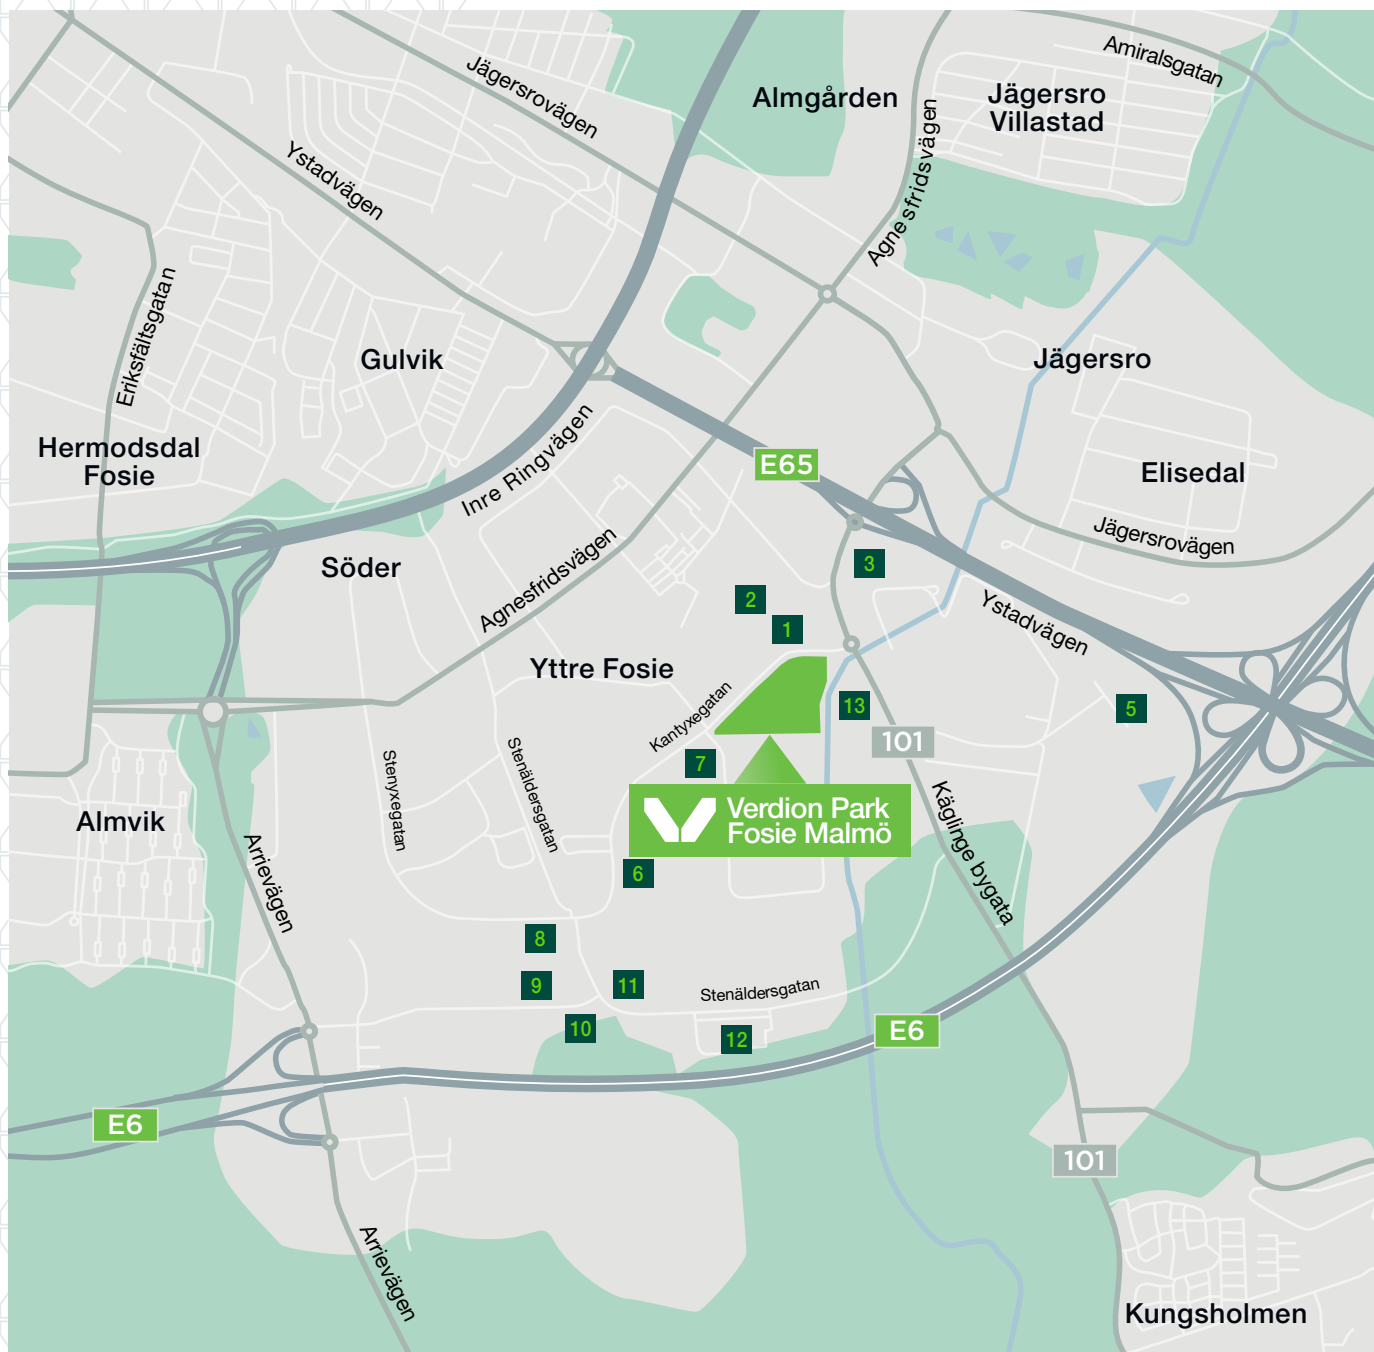 Amiralsgatan
Jägersrovägen
Almgården
Jägersro
Villastad
Agnesfridsvägen
Ystadvägen
Eriksfältsgatan
Gulvik
Jägersro
Inre Ringvägen
Hermodsdal
Fosie
E65
Elisedal
Jägersrovägen
Söder
Agnesfridsvägen
3
2
1
Ystadvägen
Yttre Fosie
Kantyxegatan
13
5
101
Stenyxegatan
Stenäldersgatan
7
Verdion Park
Fosie Malmö
Almvik
Arrievägen
Käglinge bygata
6
8
9
11
Stenäldersgatan
10
12
E6
E6
101
Arrievägen
Kungsholmen